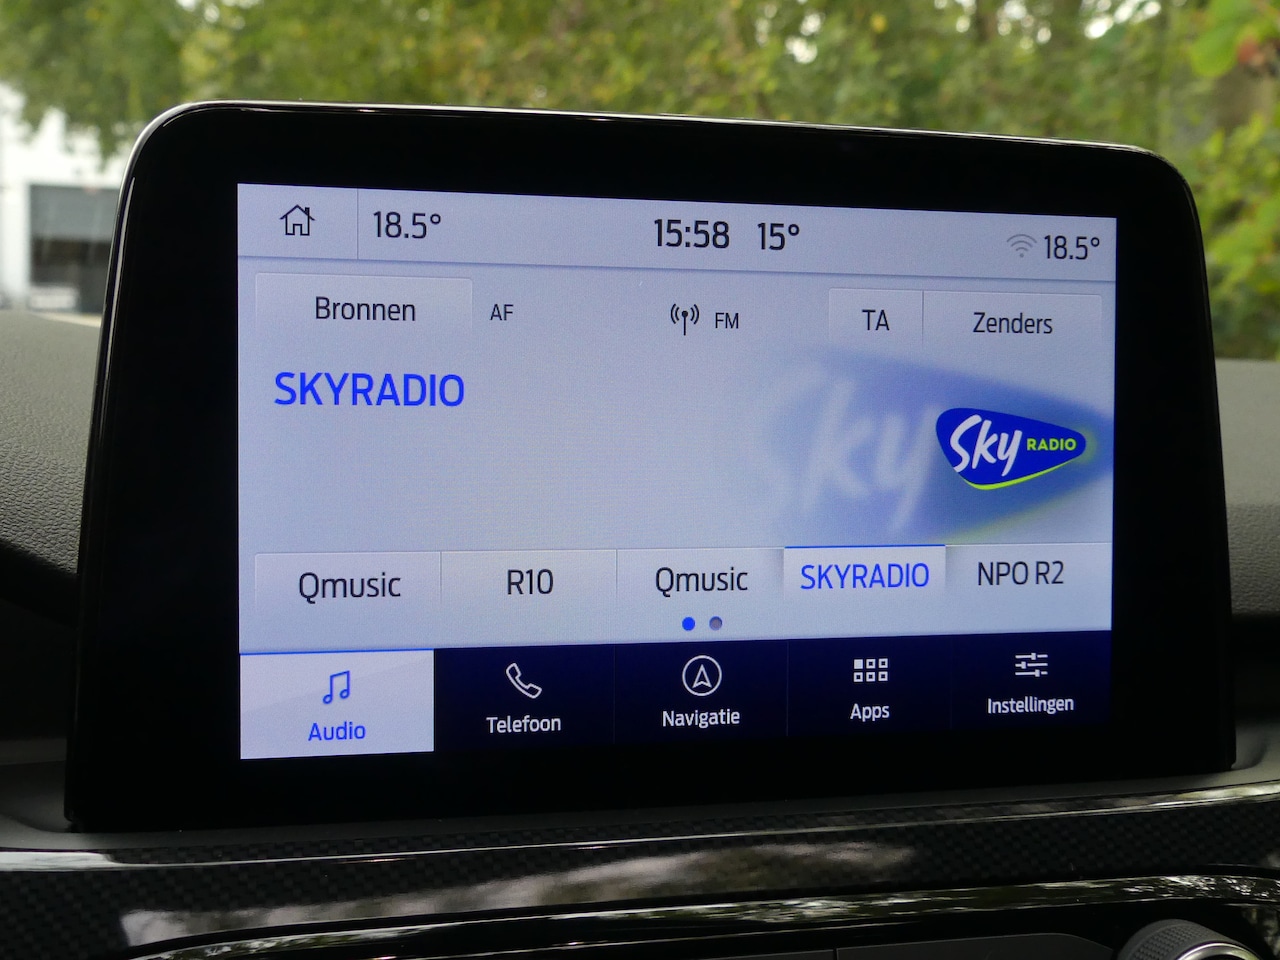 18.5° 15:58 15° 18.5°
Bronnen AF FM TA Zenders
SKYRADIO
Sky RADIO
ky
Qmusic R10 Qmusic SKYRADIO NPO R2
Audio Telefoon Navigatie Apps Instellingen